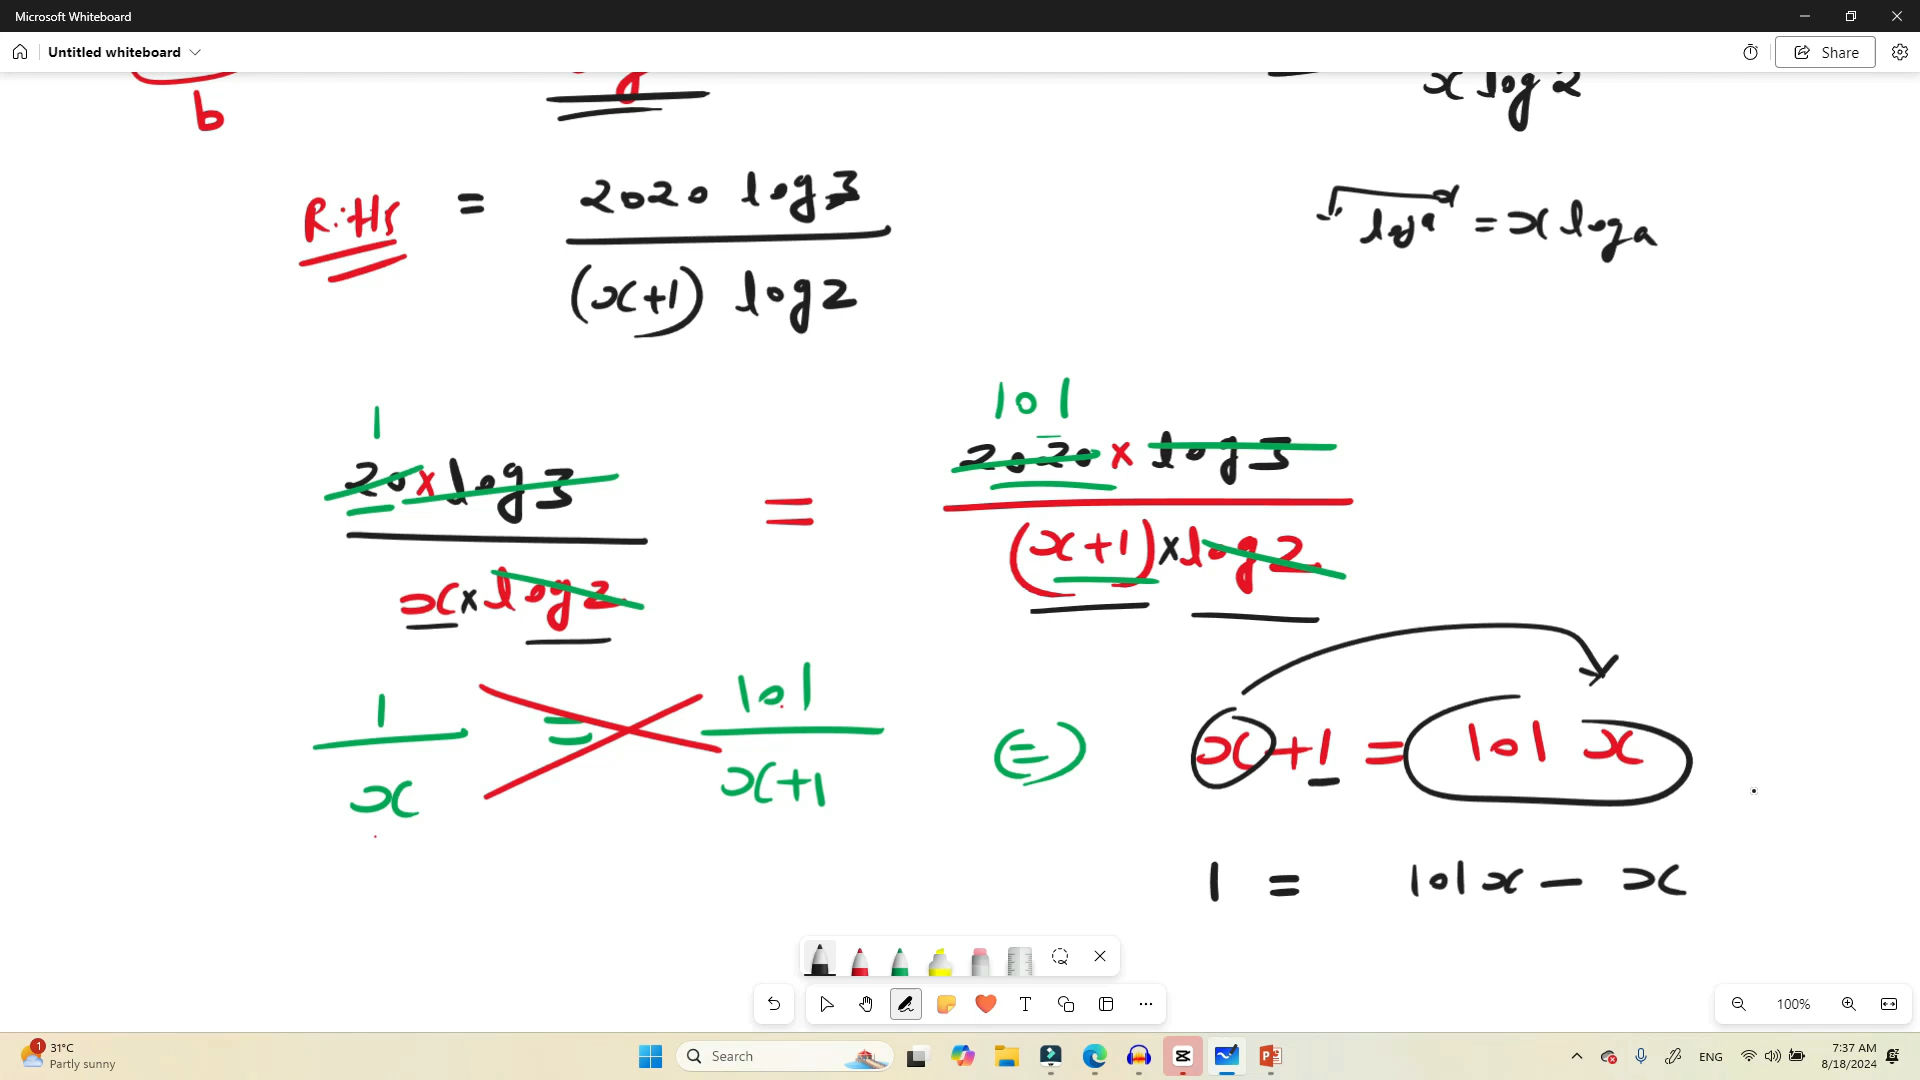 Microsoft Whiteboard
Untitled whiteboard
Share
b
x log 2
R.Hs = 2020 log 3
(x+1) log 2
log a = x log a
1
20 x log 3
=
101
2020 x log 3
x x log 2
(x+1) x log 2
1 = 101
x
x+1
(=) x + 1 = 101 x
1 = 101x - x
T
100%
1
31°C
Partly sunny
Search
ENG
7:37 AM
8/18/2024